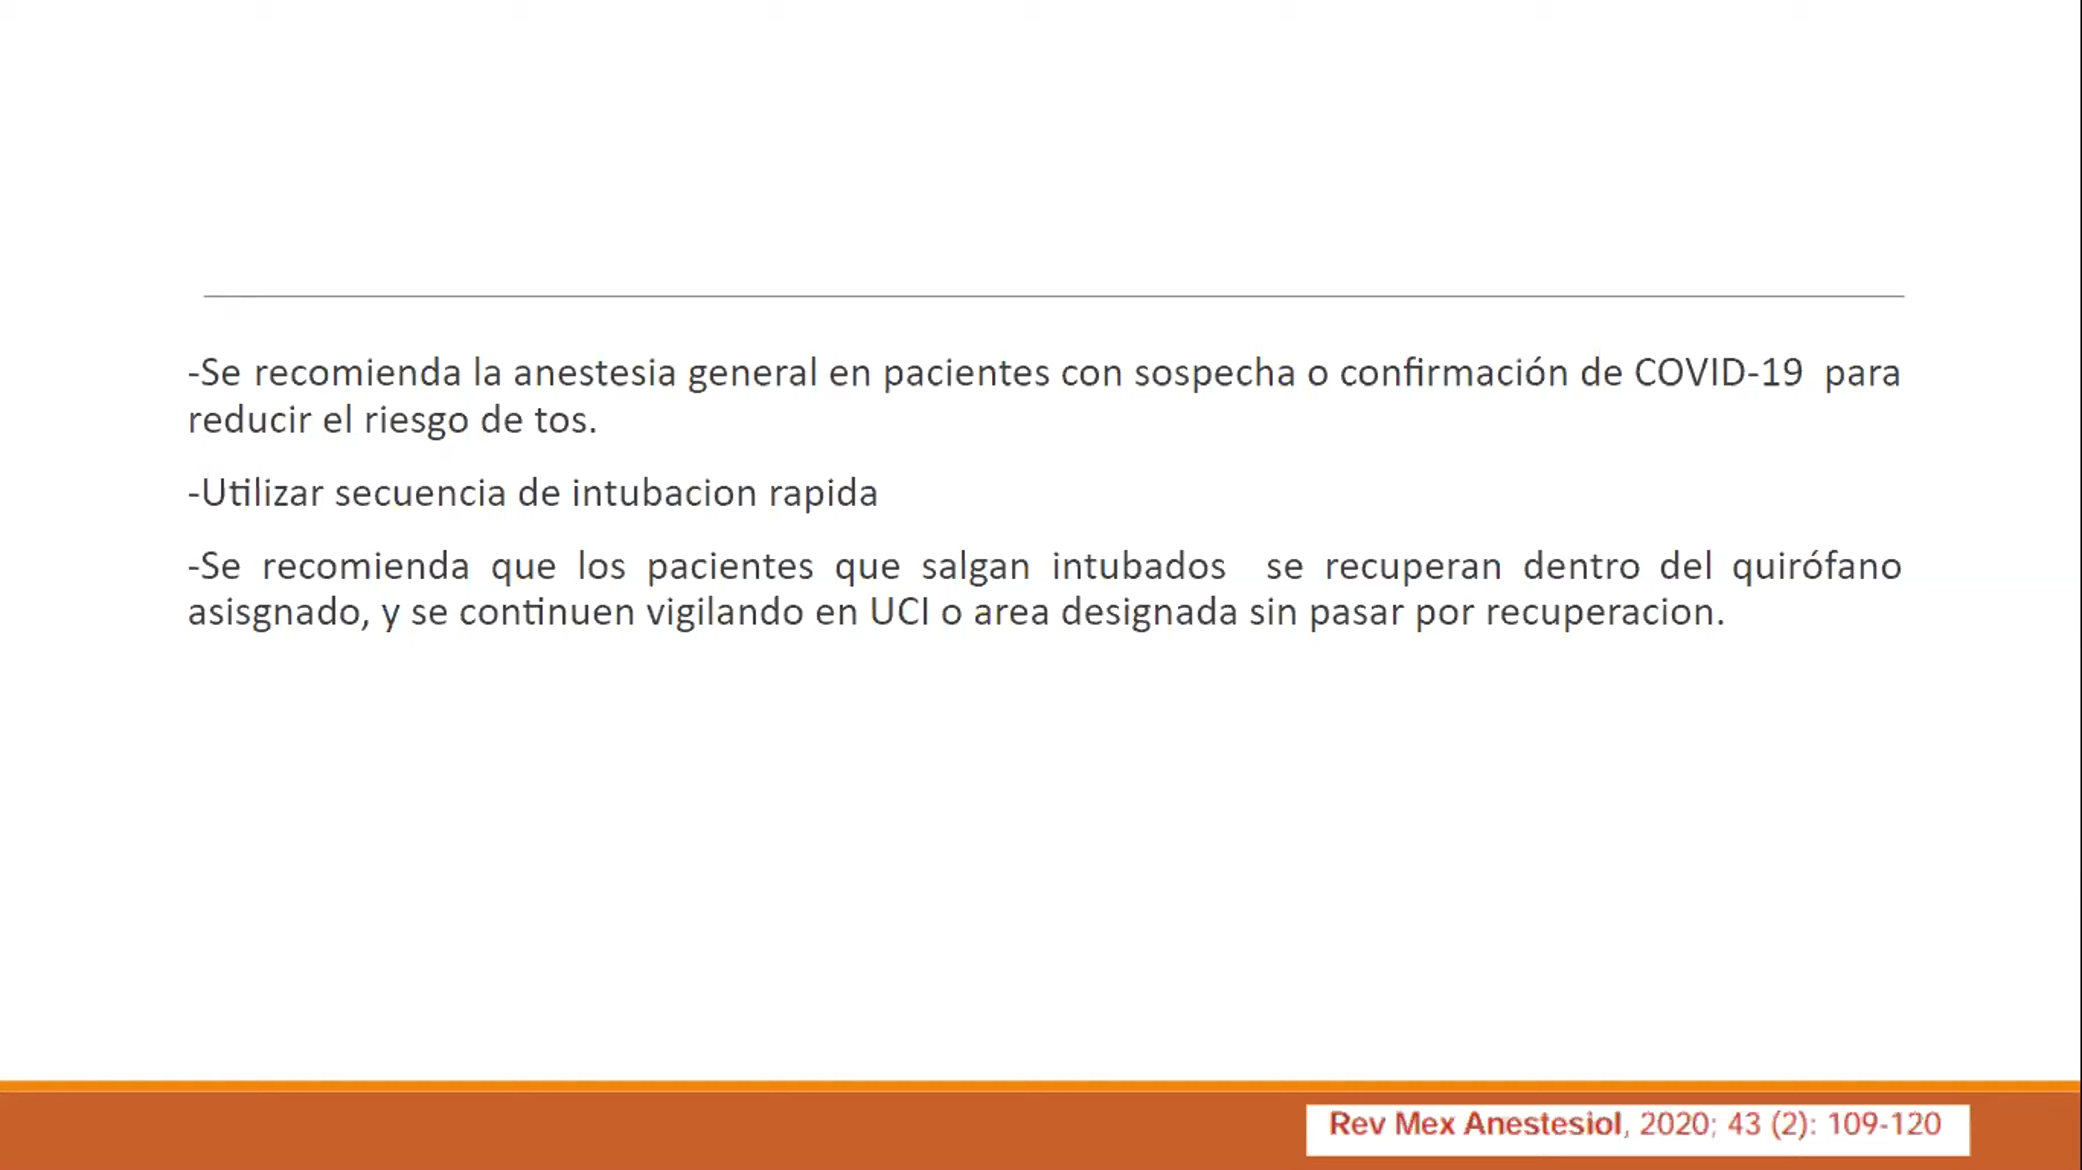 -Se recomienda la anestesia general en pacientes con sospecha o confirmación de COVID-19 para
reducir el riesgo de tos.
-Utilizar secuencia de intubacion rapida
-Se recomienda que los pacientes que salgan intubados se recuperan dentro del quirófano
asisgnado, y se continuen vigilando en UCI o area designada sin pasar por recuperacion.
Rev Mex Anestesiol, 2020; 43 (2): 109-120